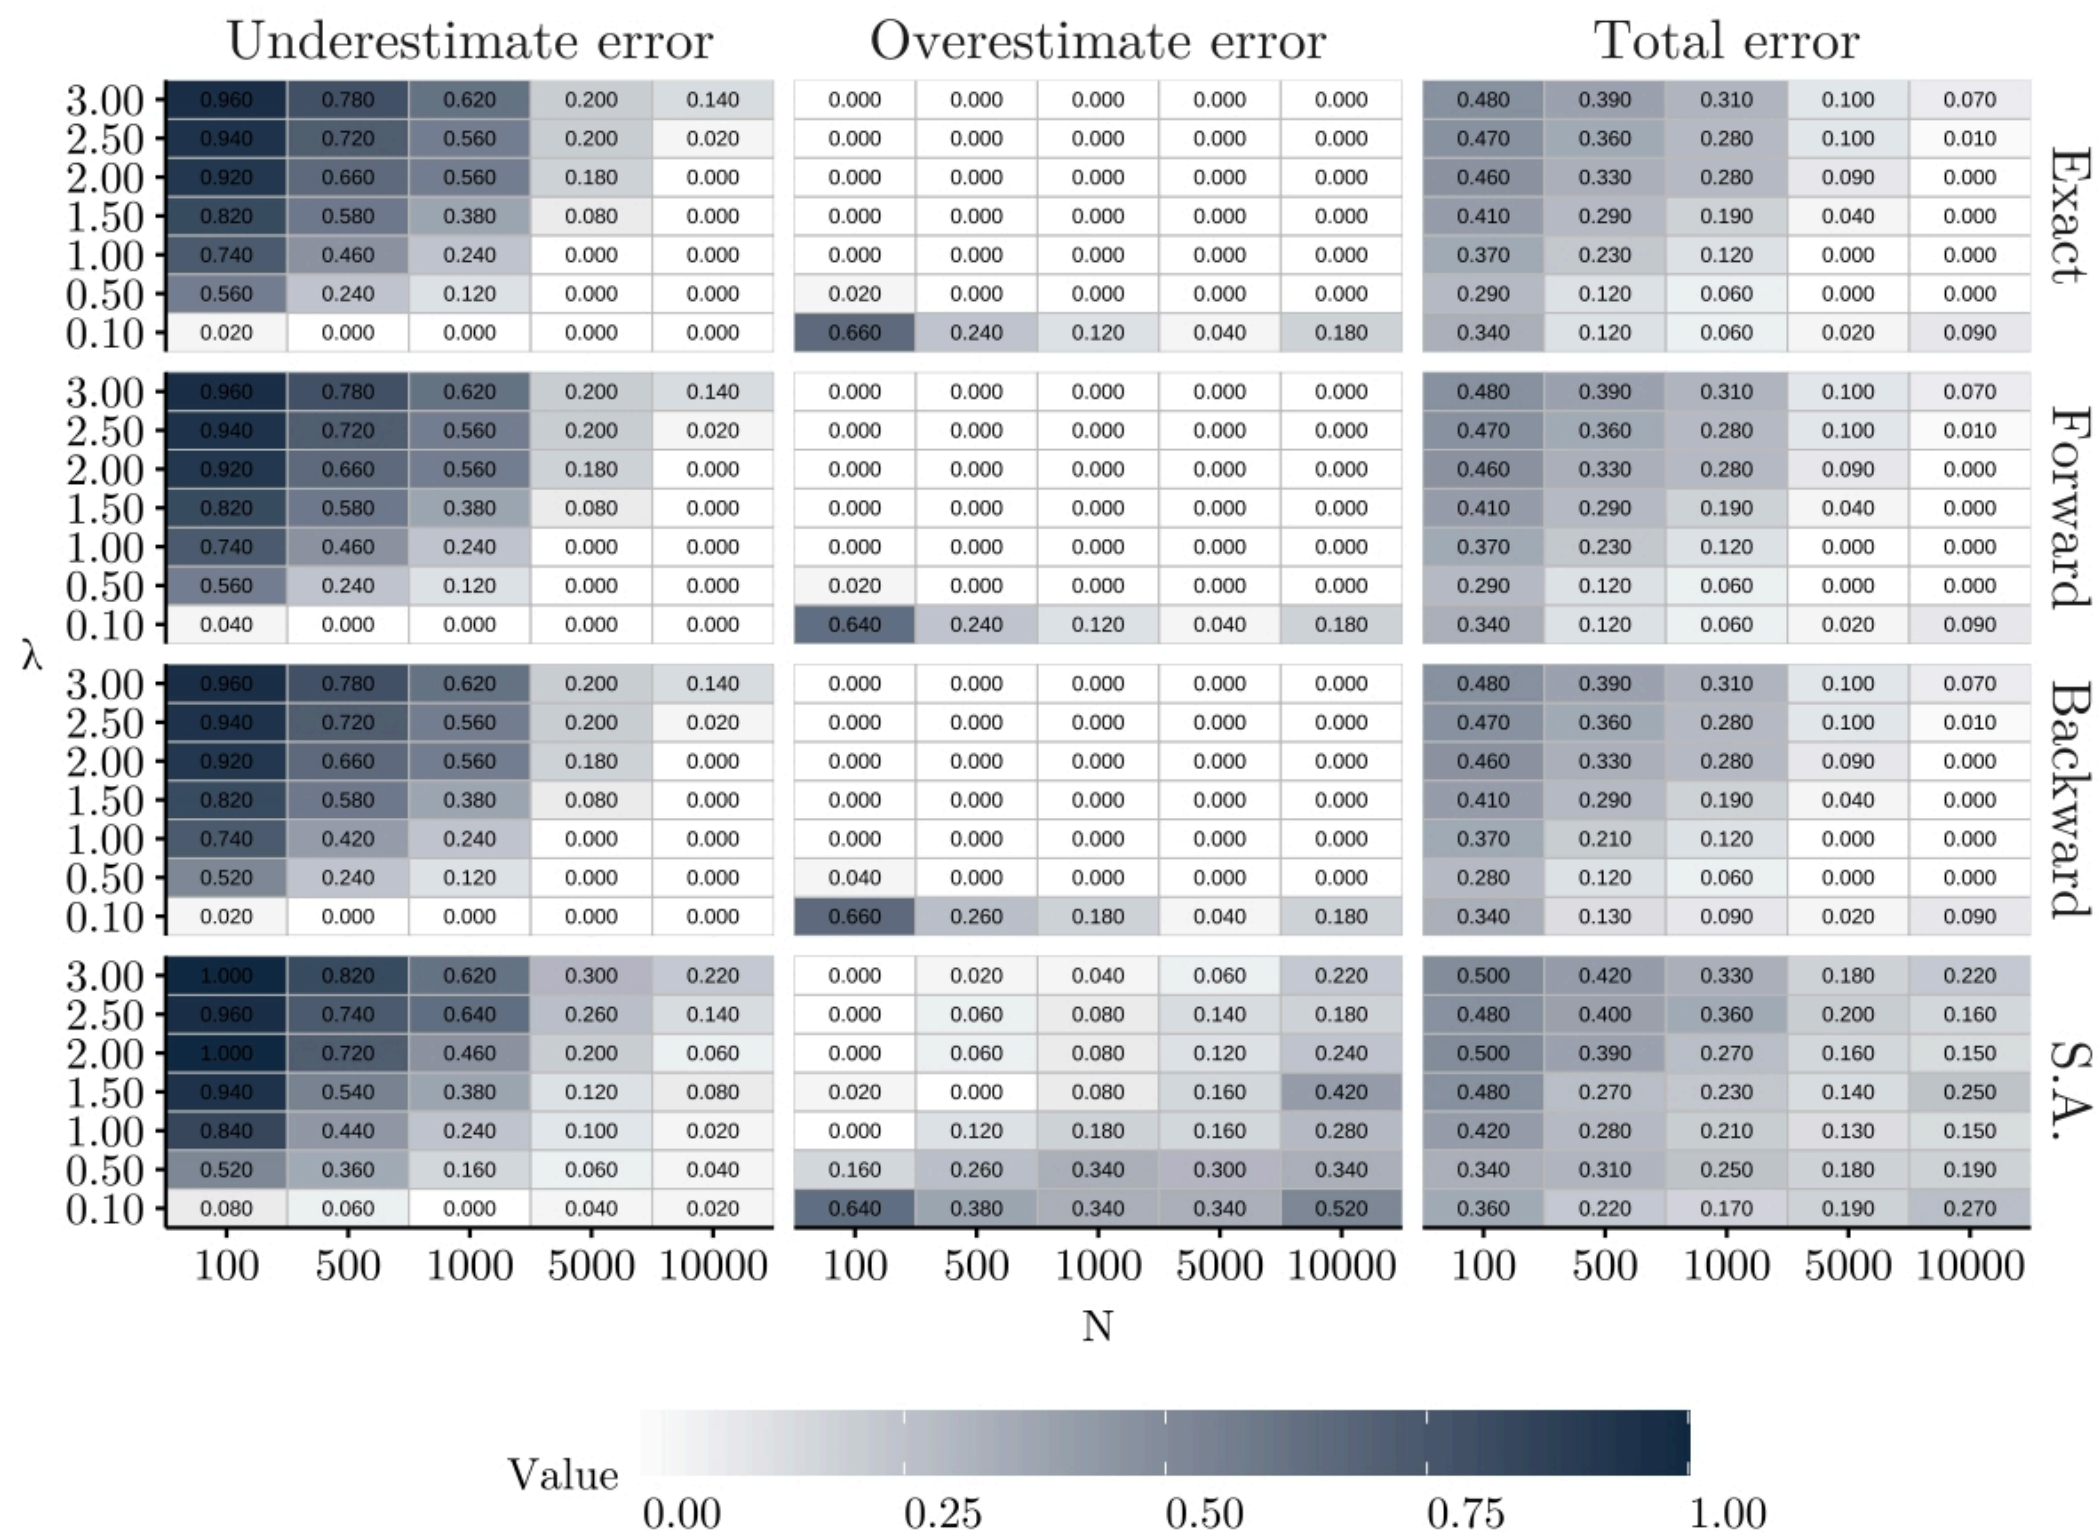 Underestimate error Overestimate error Total error
3.00 0.960 0.780 0.620 0.200 0.140 0.000 0.000 0.000 0.000 0.000 0.480 0.390 0.310 0.100 0.070
2.50 0.940 0.720 0.560 0.200 0.020 0.000 0.000 0.000 0.000 0.000 0.470 0.360 0.280 0.100 0.010
2.00 0.920 0.660 0.560 0.180 0.000 0.000 0.000 0.000 0.000 0.000 0.460 0.330 0.280 0.090 0.000
1.50 0.820 0.580 0.380 0.080 0.000 0.000 0.000 0.000 0.000 0.000 0.410 0.290 0.190 0.040 0.000
1.00 0.740 0.460 0.240 0.000 0.000 0.000 0.000 0.000 0.000 0.000 0.370 0.230 0.120 0.000 0.000
0.50 0.560 0.240 0.120 0.000 0.000 0.020 0.000 0.000 0.000 0.000 0.290 0.120 0.060 0.000 0.000
0.10 0.020 0.000 0.000 0.000 0.000 0.660 0.240 0.120 0.040 0.180 0.340 0.120 0.060 0.020 0.090
Exact
3.00 0.960 0.780 0.620 0.200 0.140 0.000 0.000 0.000 0.000 0.000 0.480 0.390 0.310 0.100 0.070
2.50 0.940 0.720 0.560 0.200 0.020 0.000 0.000 0.000 0.000 0.000 0.470 0.360 0.280 0.100 0.010
2.00 0.920 0.660 0.560 0.180 0.000 0.000 0.000 0.000 0.000 0.000 0.460 0.330 0.280 0.090 0.000
1.50 0.820 0.580 0.380 0.080 0.000 0.000 0.000 0.000 0.000 0.000 0.410 0.290 0.190 0.040 0.000
1.00 0.740 0.460 0.240 0.000 0.000 0.000 0.000 0.000 0.000 0.000 0.370 0.230 0.120 0.000 0.000
0.50 0.560 0.240 0.120 0.000 0.000 0.020 0.000 0.000 0.000 0.000 0.290 0.120 0.060 0.000 0.000
0.10 0.040 0.000 0.000 0.000 0.000 0.640 0.240 0.120 0.040 0.180 0.340 0.120 0.060 0.020 0.090
Forward
λ
3.00 0.960 0.780 0.620 0.200 0.140 0.000 0.000 0.000 0.000 0.000 0.480 0.390 0.310 0.100 0.070
2.50 0.940 0.720 0.560 0.200 0.020 0.000 0.000 0.000 0.000 0.000 0.470 0.360 0.280 0.100 0.010
2.00 0.920 0.660 0.560 0.180 0.000 0.000 0.000 0.000 0.000 0.000 0.460 0.330 0.280 0.090 0.000
1.50 0.820 0.580 0.380 0.080 0.000 0.000 0.000 0.000 0.000 0.000 0.410 0.290 0.190 0.040 0.000
1.00 0.740 0.420 0.240 0.000 0.000 0.000 0.000 0.000 0.000 0.000 0.370 0.210 0.120 0.000 0.000
0.50 0.520 0.240 0.120 0.000 0.000 0.040 0.000 0.000 0.000 0.000 0.280 0.120 0.060 0.000 0.000
0.10 0.020 0.000 0.000 0.000 0.000 0.660 0.260 0.180 0.040 0.180 0.340 0.130 0.090 0.020 0.090
Backward
3.00 1.000 0.820 0.620 0.300 0.220 0.000 0.020 0.040 0.060 0.220 0.500 0.420 0.330 0.180 0.220
2.50 0.960 0.740 0.640 0.260 0.140 0.000 0.060 0.080 0.140 0.180 0.480 0.400 0.360 0.200 0.160
2.00 1.000 0.720 0.460 0.200 0.060 0.000 0.060 0.080 0.120 0.240 0.500 0.390 0.270 0.160 0.150
1.50 0.940 0.540 0.380 0.120 0.080 0.020 0.000 0.080 0.160 0.420 0.480 0.270 0.230 0.140 0.250
1.00 0.840 0.440 0.240 0.100 0.020 0.000 0.120 0.180 0.160 0.280 0.420 0.280 0.210 0.130 0.150
0.50 0.520 0.360 0.160 0.060 0.040 0.160 0.260 0.340 0.300 0.340 0.340 0.310 0.250 0.180 0.190
0.10 0.080 0.060 0.000 0.040 0.020 0.640 0.380 0.340 0.340 0.520 0.360 0.220 0.170 0.190 0.270
S.A.
100 500 1000 5000 10000 100 500 1000 5000 10000 100 500 1000 5000 10000
N
Value
0.00 0.25 0.50 0.75 1.00